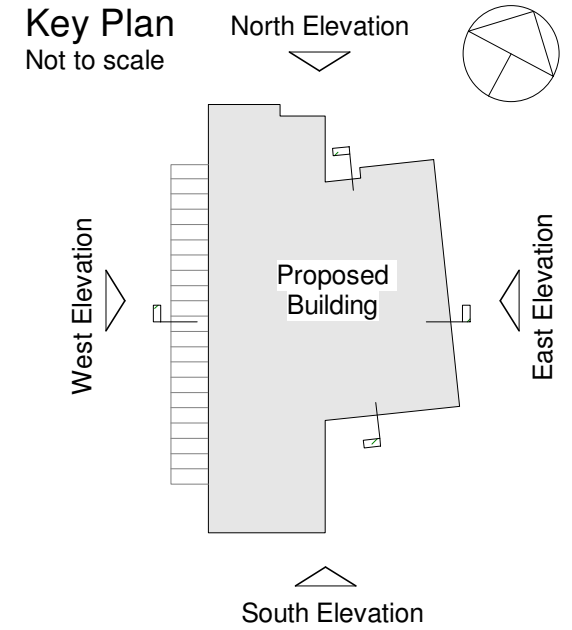 Key Plan
Not to scale
North Elevation
West Elevation
Proposed
Building
East Elevation
South Elevation